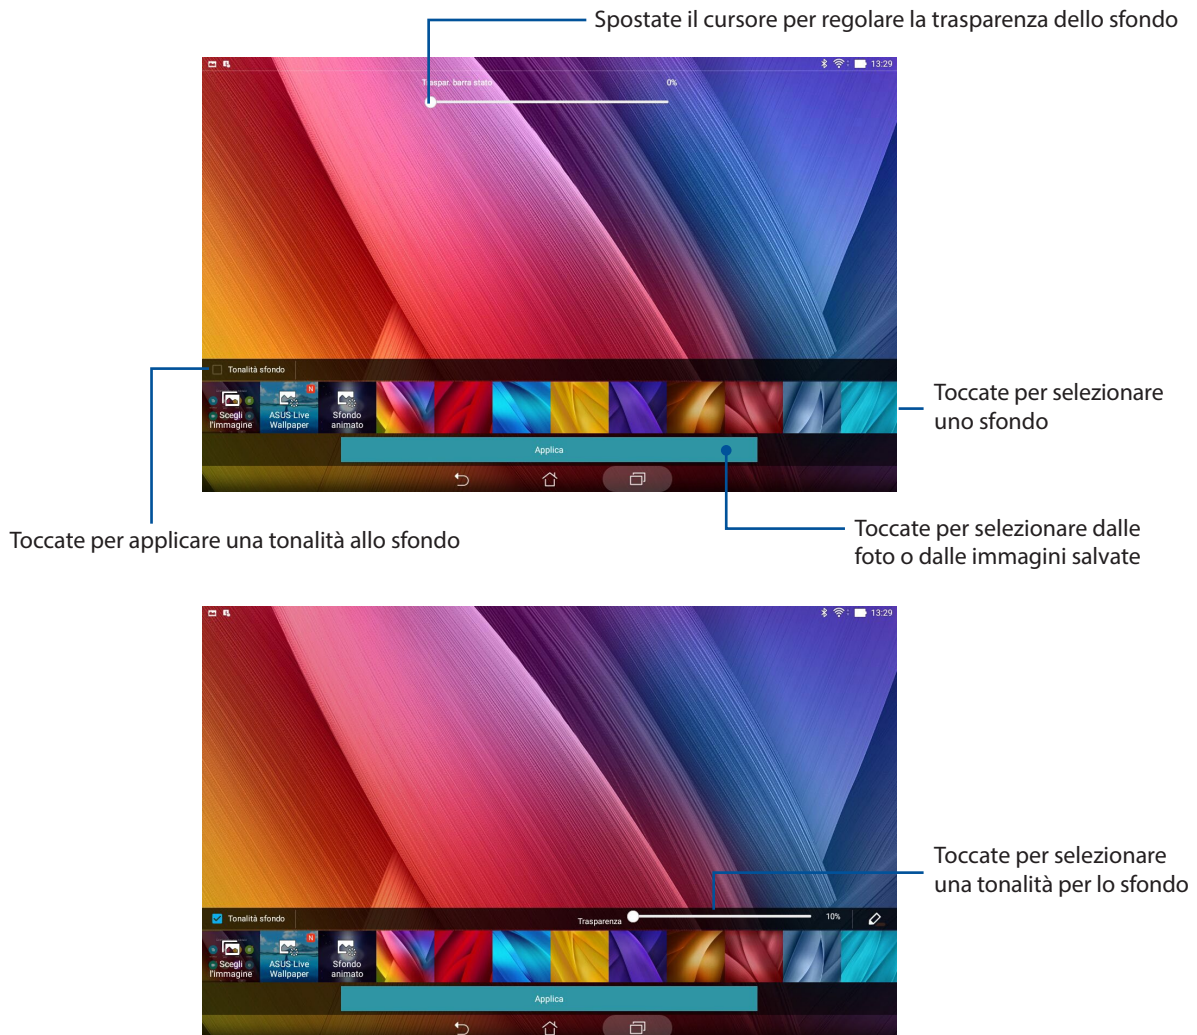 Spostate il cursore per regolare la trasparenza dello sfondo
13:29
Traspar. barra stato 0%
Tonalità sfondo
Scegli
l'immagine
ASUS Live
Wallpaper
N
Sfondo
animato
Toccate per selezionare
uno sfondo
Applica
Toccate per applicare una tonalità allo sfondo
Toccate per selezionare dalle
foto o dalle immagini salvate
13:29
Toccate per selezionare
una tonalità per lo sfondo
Tonalità sfondo
Trasparenza 10%
Scegli
l'immagine
ASUS Live
Wallpaper
N
Sfondo
animato
Applica